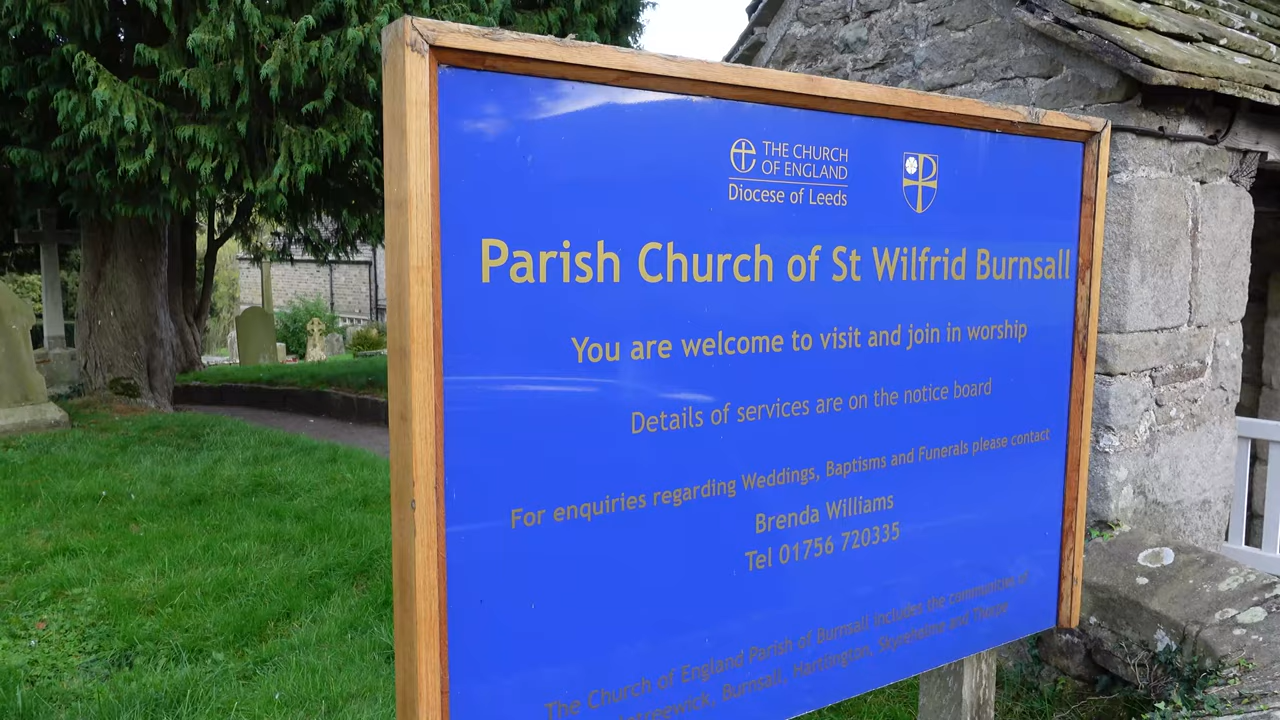 THE CHURCH
OF ENGLAND
Diocese of Leeds
Parish Church of St Wilfrid Burnsall
You are welcome to visit and join in worship
Details of services are on the notice board
For enquiries regarding Weddings, Baptisms and Funerals please contact
Brenda Williams
Tel 01756 720335
The Church of England Parish of Burnsall includes the communities of
Burnsall, Hartlington, Skyreholme and Thorpe